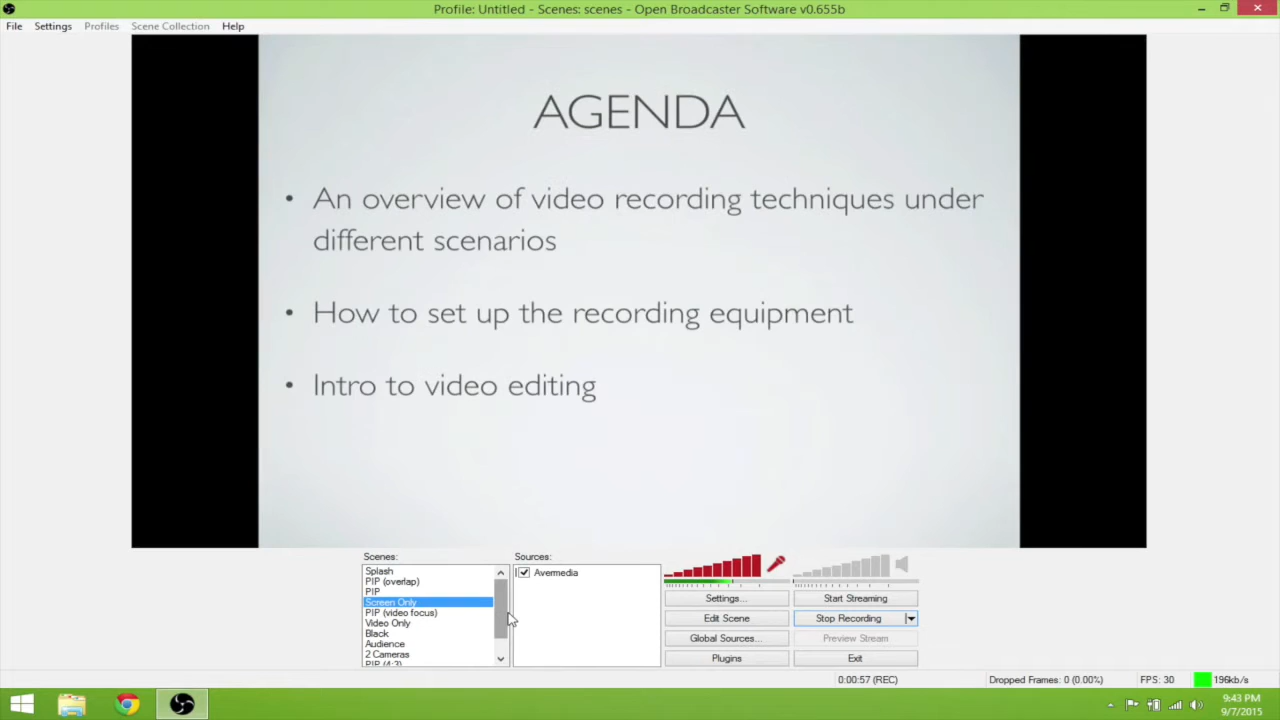 Profile: Untitled - Scenes: scenes - Open Broadcaster Software v0.655b
File Settings Profiles Scene Collection Help
AGENDA
• An overview of video recording techniques under
different scenarios
• How to set up the recording equipment
• Intro to video editing
Scenes:
Splash
PIP (overlap)
PIP
Screen Only
PIP (video focus)
Video Only
Black
Audience
2 Cameras
PIP (4:3)
Sources:
Avermedia
Settings... Start Streaming
Edit Scene Stop Recording
Global Sources... Preview Stream
Plugins Exit
0:00:57 (REC) Dropped Frames: 0 (0.00%) FPS: 30 196kb/s
9:43 PM
9/7/2015